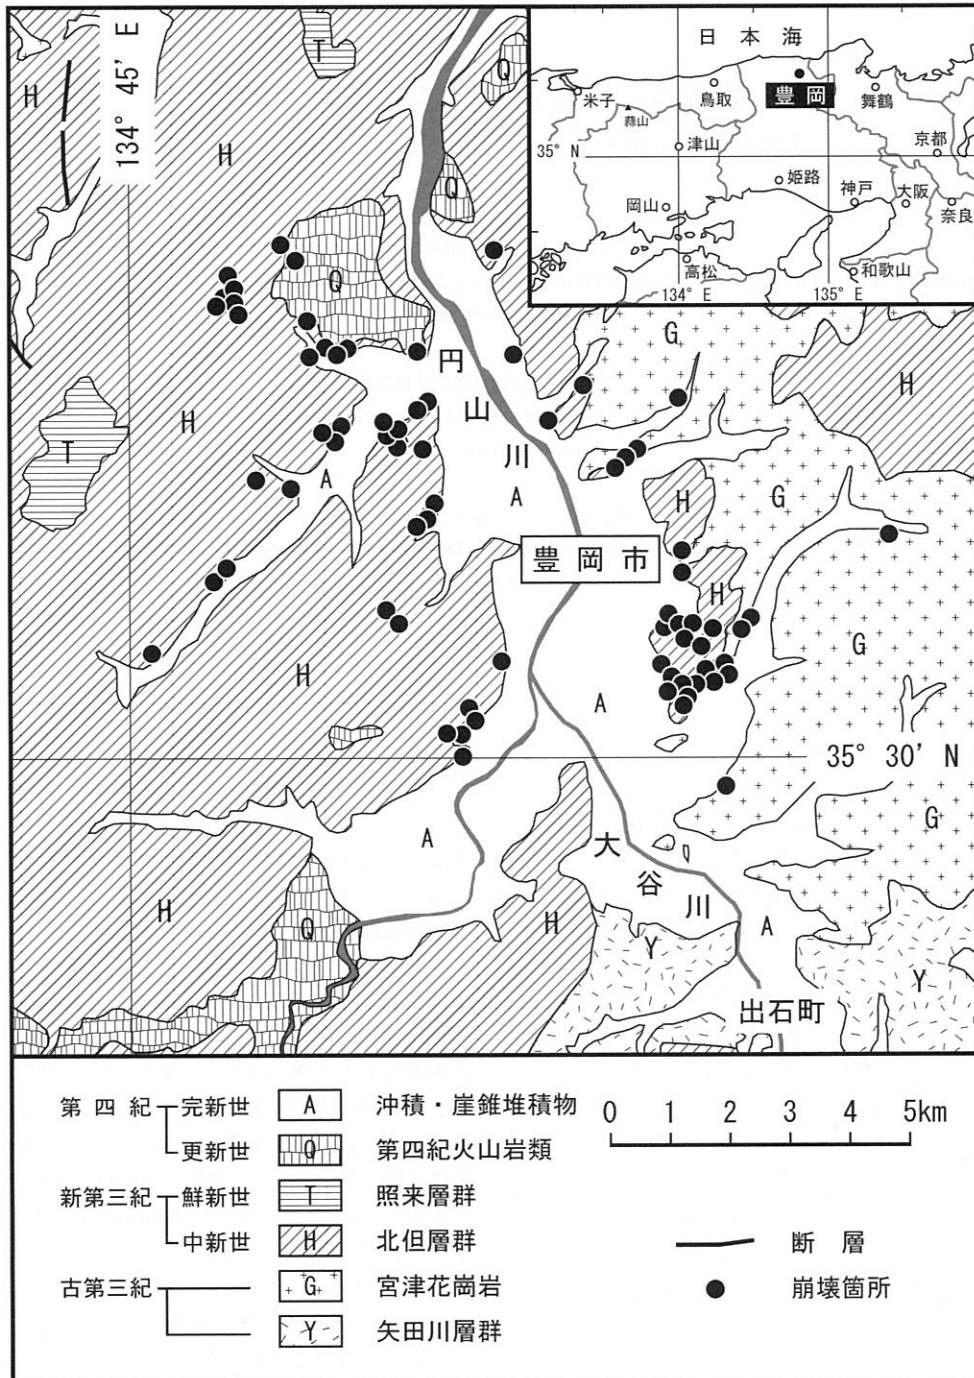 134° 45′ E
H
T
Q
日本海
米子
蒜山
鳥取
豊岡
舞鶴
35° N
津山
京都
姫路
岡山
神戸
大阪
奈良
高松
和歌山
134° E
135° E
H
Q
Q
G
H
円山川
H
T
A
A
H
G
豊岡市
H
G
H
A
35° 30′ N
G
A
大谷川
H
Q
H
Y
A
Y
出石町
第四紀 完新世 A 沖積・崖錐堆積物
更新世 Q 第四紀火山岩類
新第三紀 鮮新世 T 照来層群
中新世 H 北但層群
古第三紀 G 宮津花崗岩
Y 矢田川層群
0 1 2 3 4 5km
断層
崩壊箇所